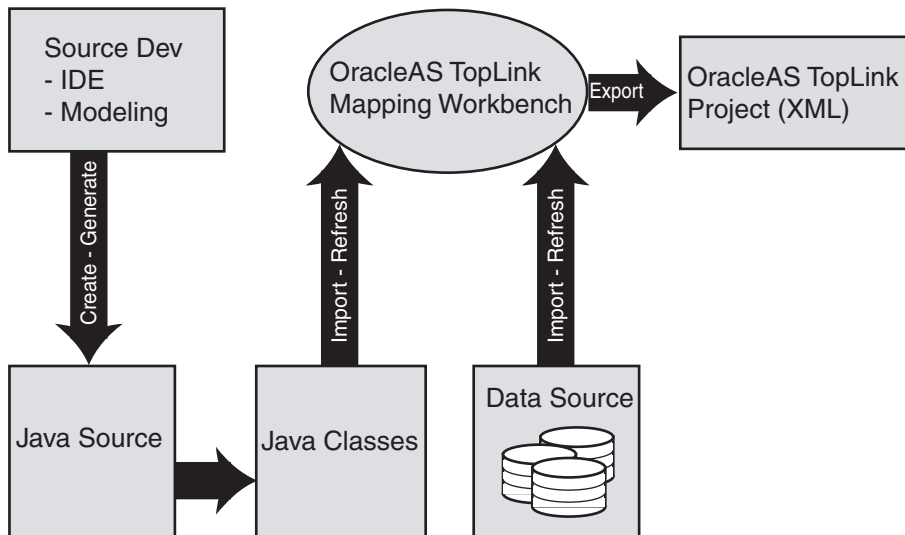 Source Dev
- IDE
- Modeling
OracleAS TopLink
Mapping Workbench
Export
OracleAS TopLink
Project (XML)
Create - Generate
Import - Refresh
Import - Refresh
Java Source
Java Classes
Data Source